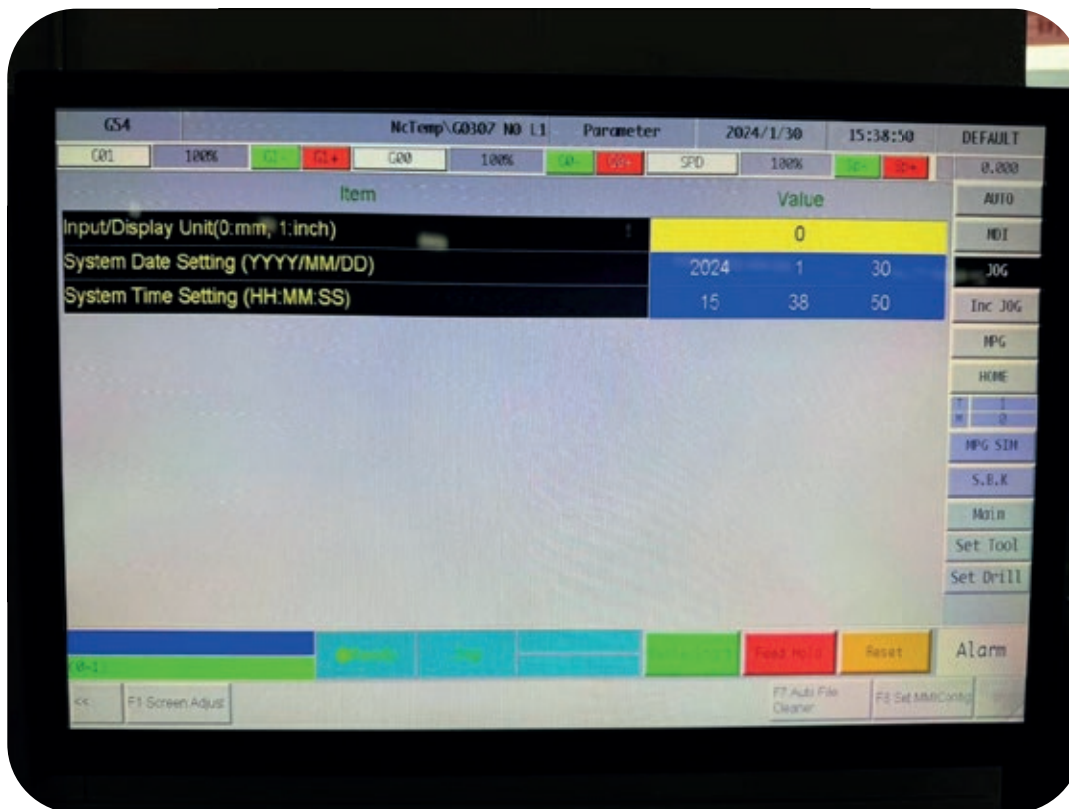 G54 NcTemp\G0307 N0 L1 Parameter 2024/1/30 15:38:50 DEFAULT
G01 100% G1- G1+ G00 100% G0- G0+ SPD 100% Sp- Sp+ 0.000
Item Value AUTO
Input/Display Unit(0:mm, 1:inch) 0 MDI
System Date Setting (YYYY/MM/DD) 2024 1 30 JOG
System Time Setting (HH:MM:SS) 15 38 50 Inc JOG
MPG
HOME
T 1
M 0
MPG SIM
S.B.K
Main
Set Tool
Set Drill
Feed Hold Reset Alarm
(0~1)
<< F1 Screen Adjust F7 Auto File Cleaner F8 Set MMIConfig